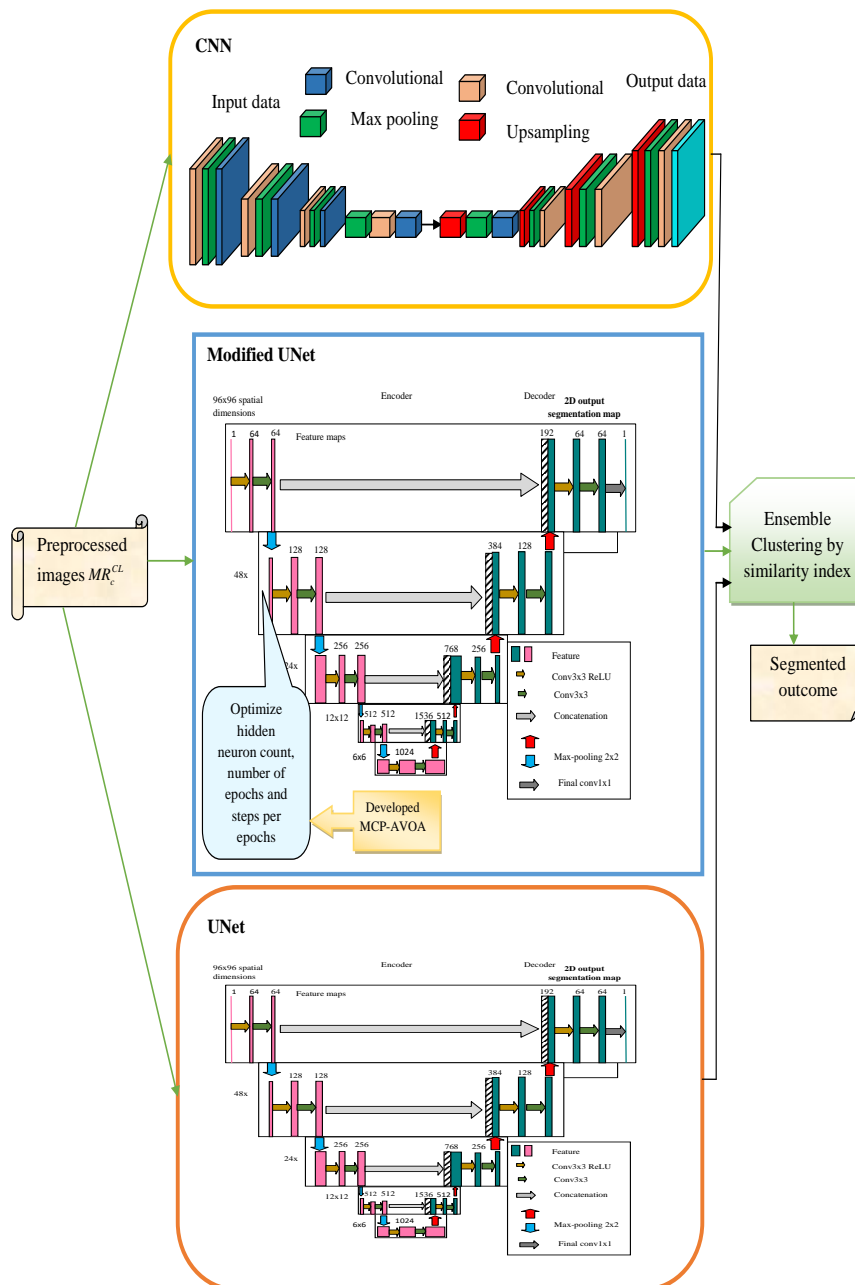 CNN
Input data
Convolutional
Convolutional
Output data
Max pooling
Upsampling
Modified UNet
96x96 spatial
dimensions
Encoder
Decoder
2D output
segmentation map
1 64 64
Feature maps
192 64 64 1
128 128
384 128
48x
256 256
768 256
24x
12x12
512 512
1536 512
6x6
1024
Feature
Conv3x3 ReLU
Conv3x3
Concatenation
Max-pooling 2x2
Final conv1x1
Preprocessed
images MR_c^CL
Optimize
hidden
neuron count,
number of
epochs and
steps per
epochs
Developed
MCP-AVOA
Ensemble
Clustering by
similarity index
Segmented
outcome
UNet
96x96 spatial
dimensions
Encoder
Decoder
2D output
segmentation map
1 64 64
Feature maps
192 64 64 1
128 128
384 128
48x
256 256
768 256
24x
12x12
512 512
1536 512
6x6
1024
Feature
Conv3x3 ReLU
Conv3x3
Concatenation
Max-pooling 2x2
Final conv1x1